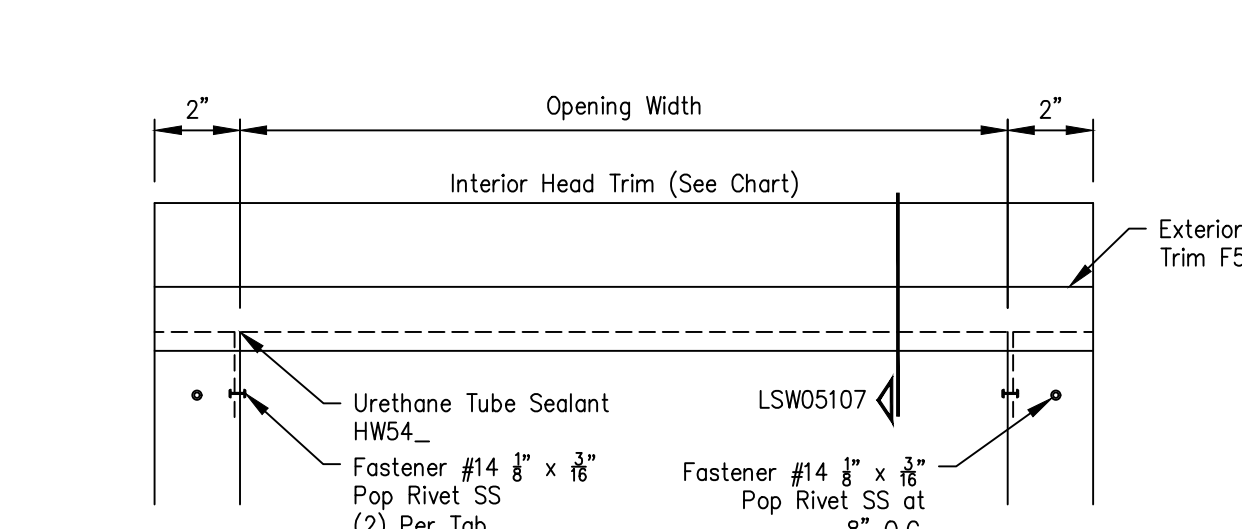 2” Opening Width 2”
Interior Head Trim (See Chart)
Exterior
Trim F5
Urethane Tube Sealant
HW54_
LSW05107
Fastener #14 1/8” x 3/16”
Pop Rivet SS
(2) Per Tab
Fastener #14 1/8” x 3/16”
Pop Rivet SS at
8” O.C.